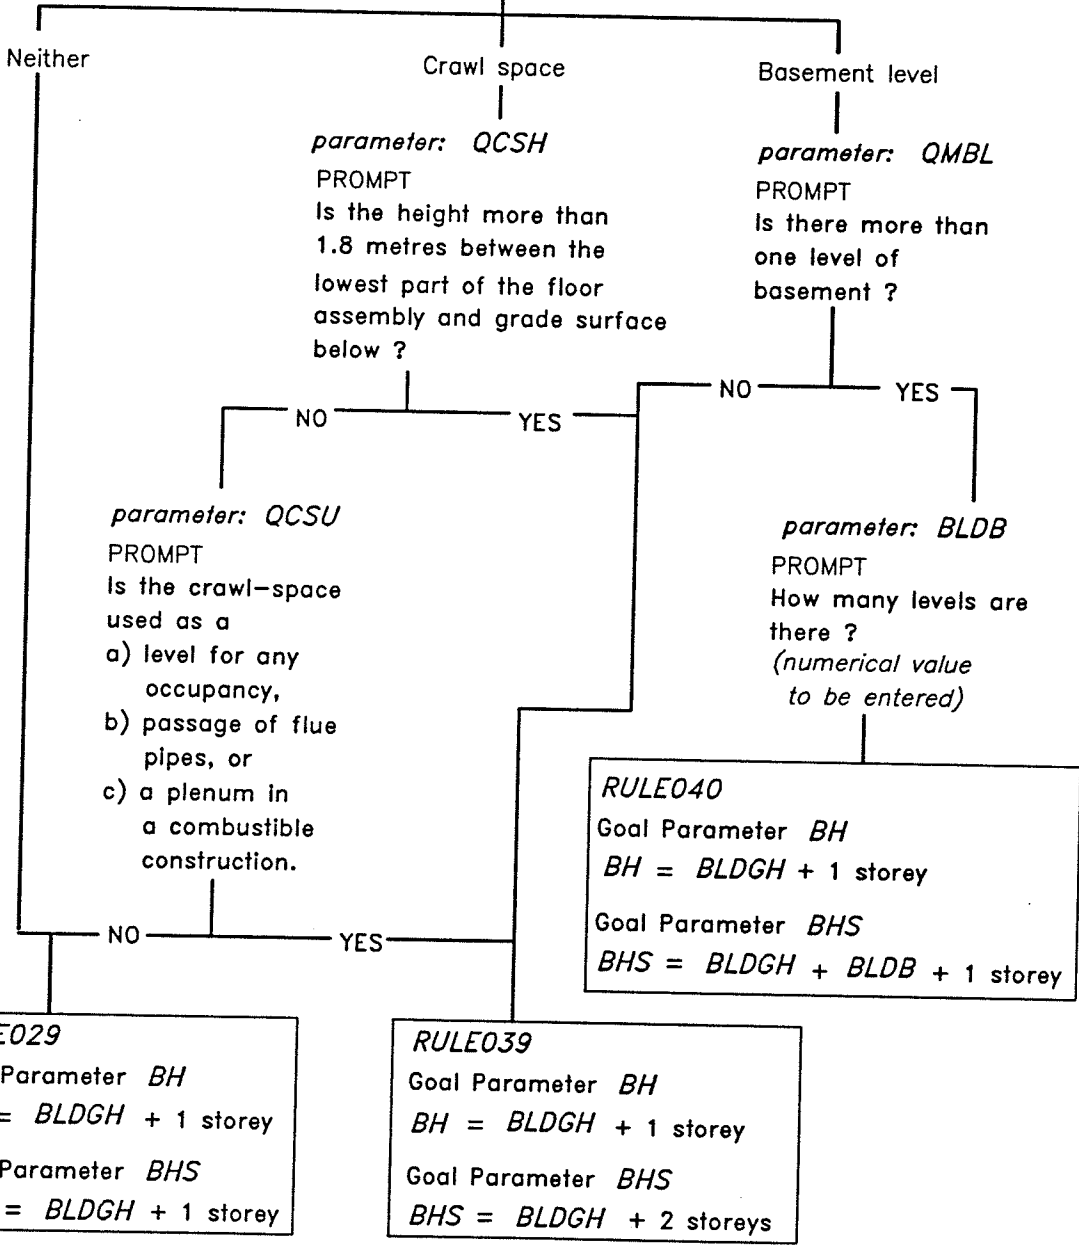 Neither
Crawl space
Basement level
parameter: QCSH
PROMPT
Is the height more than
1.8 metres between the
lowest part of the floor
assembly and grade surface
below ?
parameter: QMBL
PROMPT
Is there more than
one level of
basement ?
NO
YES
NO
YES
parameter: QCSU
PROMPT
Is the crawl-space
used as a
a) level for any
occupancy,
b) passage of flue
pipes, or
c) a plenum in
a combustible
construction.
parameter: BLDB
PROMPT
How many levels are
there ?
(numerical value
to be entered)
RULE040
Goal Parameter BH
BH = BLDGH + 1 storey
Goal Parameter BHS
BHS = BLDGH + BLDB + 1 storey
NO
YES
E029
Parameter BH
= BLDGH + 1 storey
Parameter BHS
= BLDGH + 1 storey
RULE039
Goal Parameter BH
BH = BLDGH + 1 storey
Goal Parameter BHS
BHS = BLDGH + 2 storeys